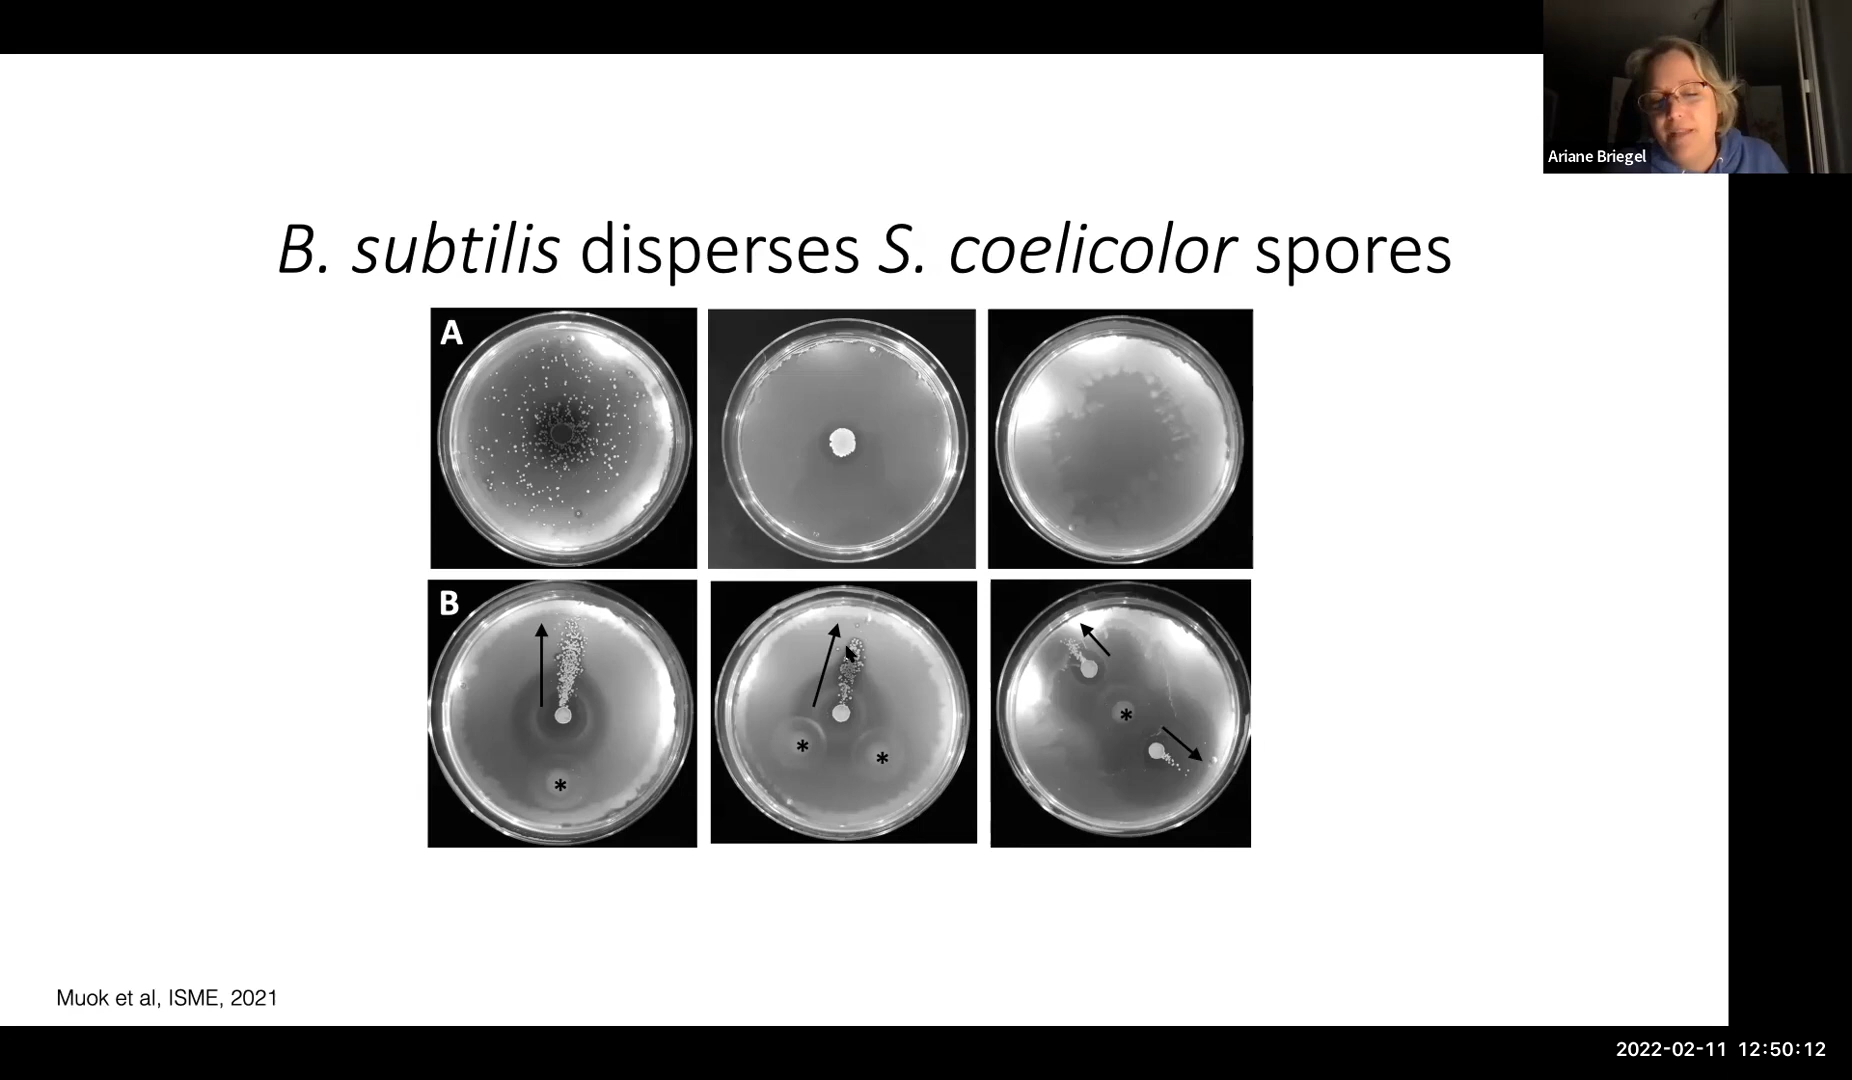 Ariane Briegel
B. subtilis disperses S. coelicolor spores
A
B
*
*
*
*
Muok et al, ISME, 2021
2022-02-11 12:50:12